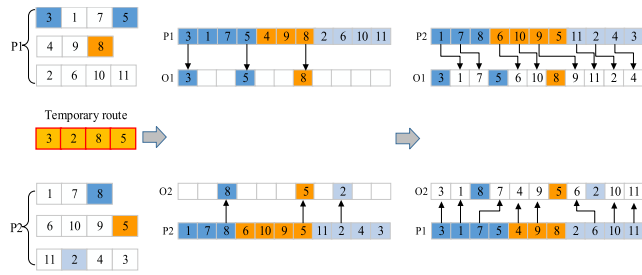 3 1 7 5
P1
4 9 8
2 6 10 11
Temporary route
3 2 8 5
1 7 8
P2
6 10 9 5
11 2 4 3
P1 3 1 7 5 4 9 8 2 6 10 11
O1 3 5 8
O2 8 5 2
P2 1 7 8 6 10 9 5 11 2 4 3
P2 1 7 8 6 10 9 5 11 2 4 3
O1 3 1 7 5 6 10 8 9 11 2 4
O2 3 1 8 7 4 9 5 6 2 10 11
P1 3 1 7 5 4 9 8 2 6 10 11